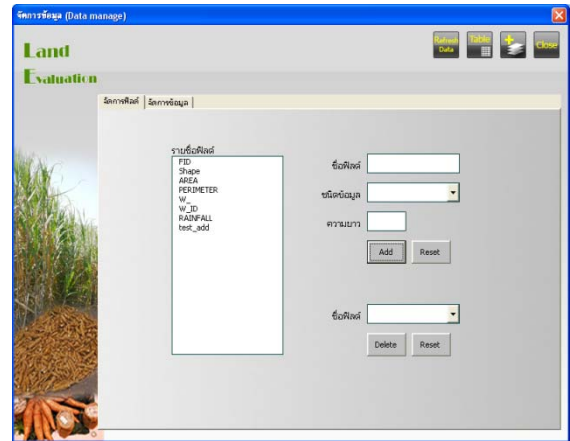 จัดการข้อมูล (Data manage)
Land
Evaluation
Refresh Data
Table
Close
จัดการฟิลด์
จัดการข้อมูล
รายชื่อฟิลด์
FID
Shape
AREA
PERIMETER
W_
W_ID
RAINFALL
test_add
ชื่อฟิลด์
ชนิดข้อมูล
ความยาว
Add
Reset
ชื่อฟิลด์
Delete
Reset